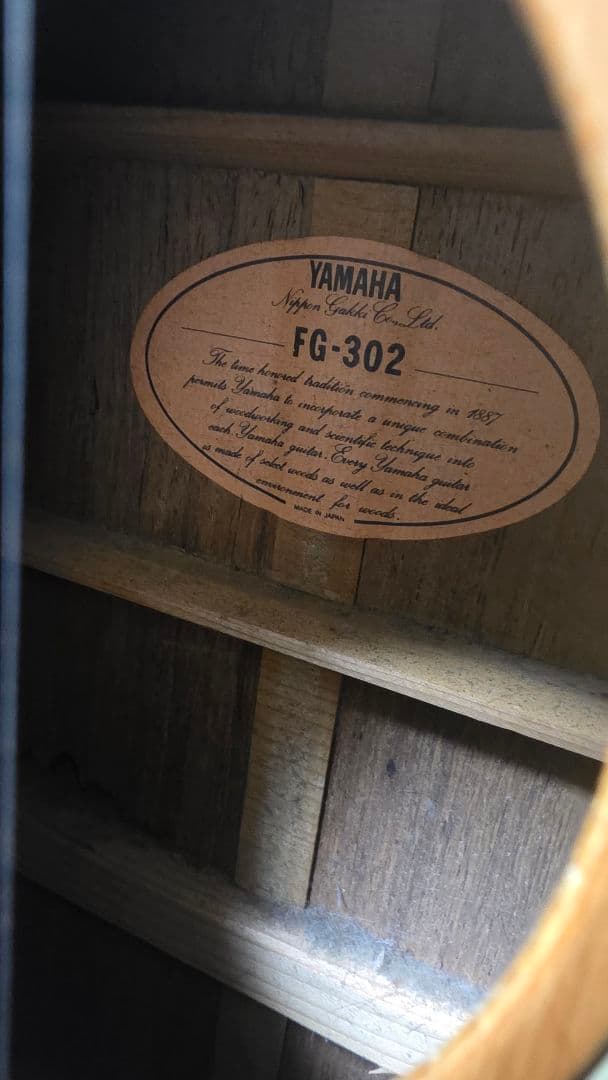 YAMAHA
Nippon Gakki Co., Ltd.
FG-302
The time honored tradition commencing in 1887
permits Yamaha to incorporate a unique combination
of woodworking and scientific technique into
each Yamaha guitar. Every Yamaha guitar
is made of select woods as well as in the ideal
environment for woods.
MADE IN JAPAN